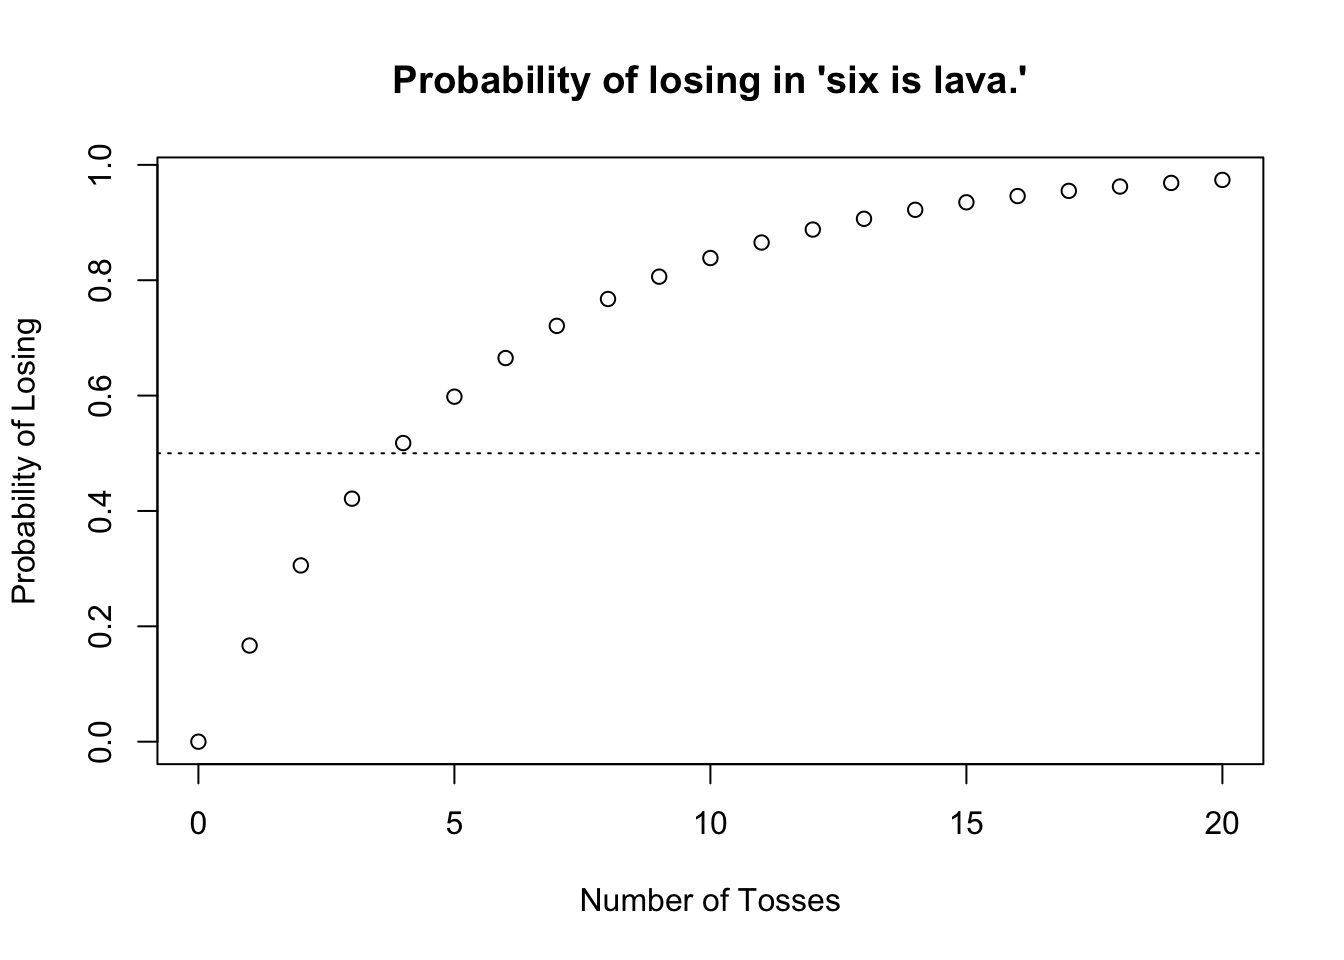 Probability of losing in 'six is lava.'
Probability of Losing
1.0
0.8
0.6
0.4
0.2
0.0
0 5 10 15 20
Number of Tosses